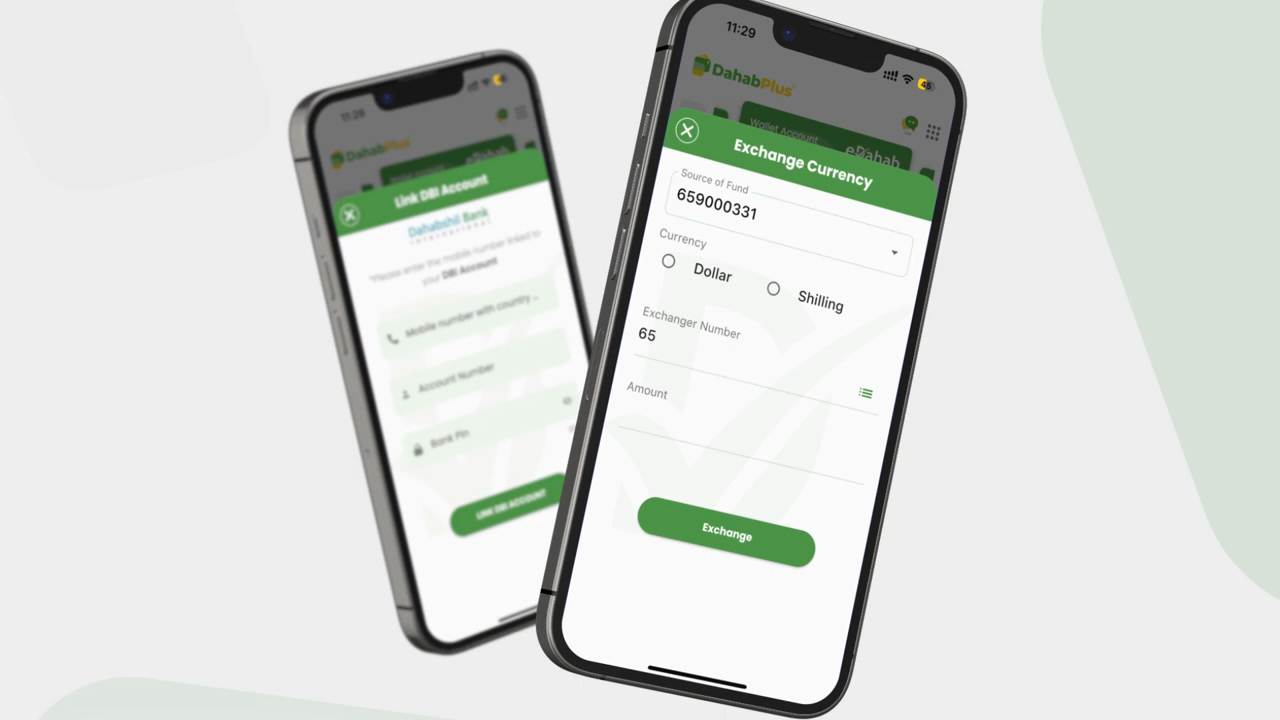 11:29
DahabPlus
Link DBI Account
Dahabshil Bank
International
*Please enter the mobile number linked to
your DBI Account
Mobile number with country ..
Account Number
Bank Pin
LINK DBI ACCOUNT
11:29
45
DahabPlus
Wallet Account
eDahab
Exchange Currency
Source of Fund
659000331
Currency
Dollar
Shilling
Exchanger Number
65
Amount
Exchange